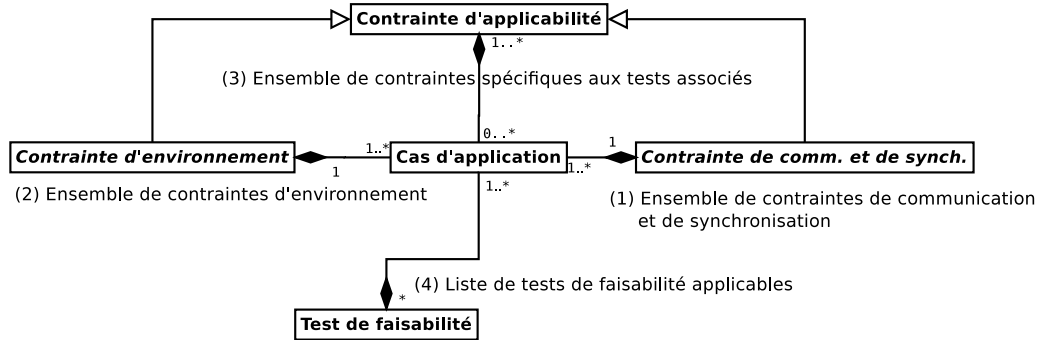 Contrainte d'applicabilité
1..*
(3) Ensemble de contraintes spécifiques aux tests associés
0..*
1..*
1
Contrainte d'environnement
Cas d'application
Contrainte de comm. et de synch.
1
1..*
1..*
(2) Ensemble de contraintes d'environnement
(1) Ensemble de contraintes de communication
et de synchronisation
(4) Liste de tests de faisabilité applicables
*
Test de faisabilité